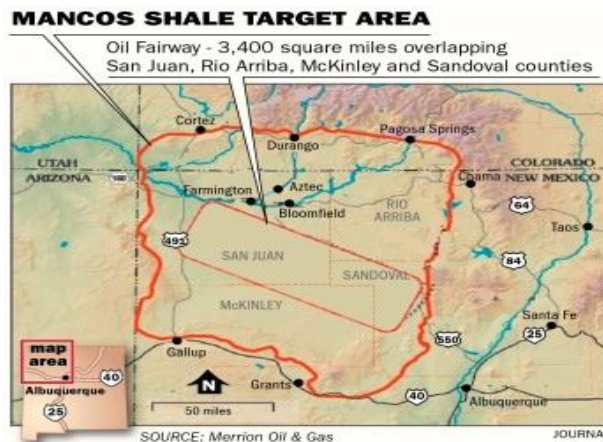 MANCOS SHALE TARGET AREA
Oil Fairway - 3,400 square miles overlapping
San Juan, Rio Arriba, McKinley and Sandoval counties
Cortez
Durango
Pagosa Springs
UTAH
COLORADO
ARIZONA
NEW MEXICO
Chama
Aztec
Farmington
Bloomfield
RIO
ARRIBA
64
Taos
491
SAN JUAN
SANDOVAL
84
McKINLEY
Santa Fe
550
25
map
area
Gallup
N
Grants
40
Albuquerque
Albuquerque
40
25
50 miles
SOURCE: Merrion Oil & Gas
JOURNA